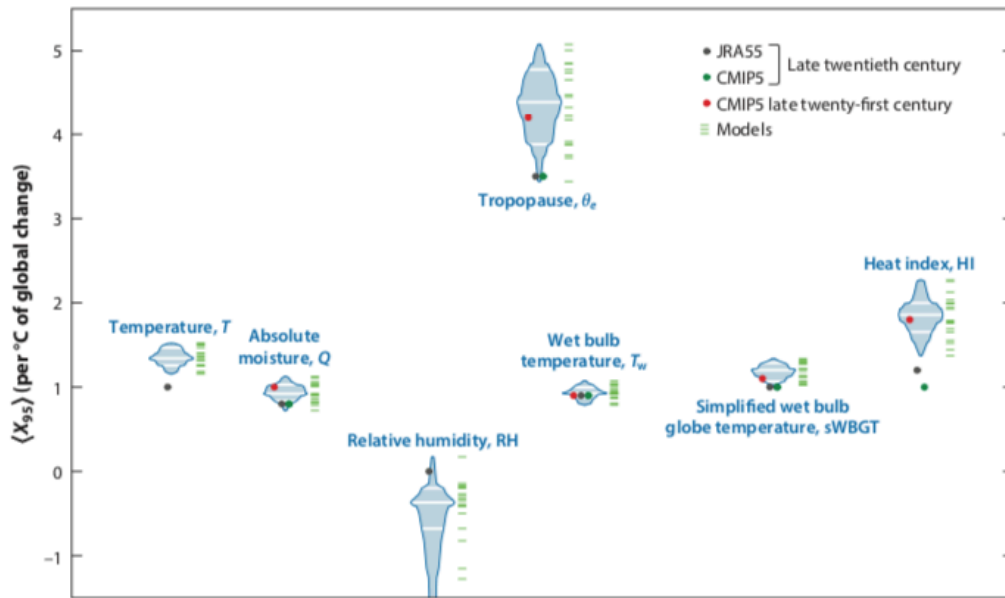 5
4
3
2
1
0
−1
⟨X₉₅⟩ (per °C of global change)
JRA55
CMIP5
Late twentieth century
CMIP5 late twenty-first century
Models
Tropopause, θₑ
Heat index, HI
Temperature, T
Absolute
moisture, Q
Wet bulb
temperature, T_w
Simplified wet bulb
globe temperature, sWBGT
Relative humidity, RH